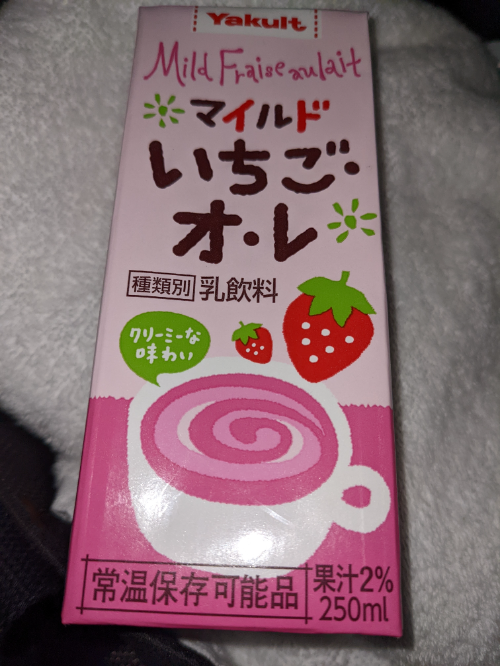 Yakult
Mild Fraise au lait
マイルド
いちご・
オ・レ
種類別 乳飲料
クリーミーな
味わい
常温保存可能品
果汁2%
250ml